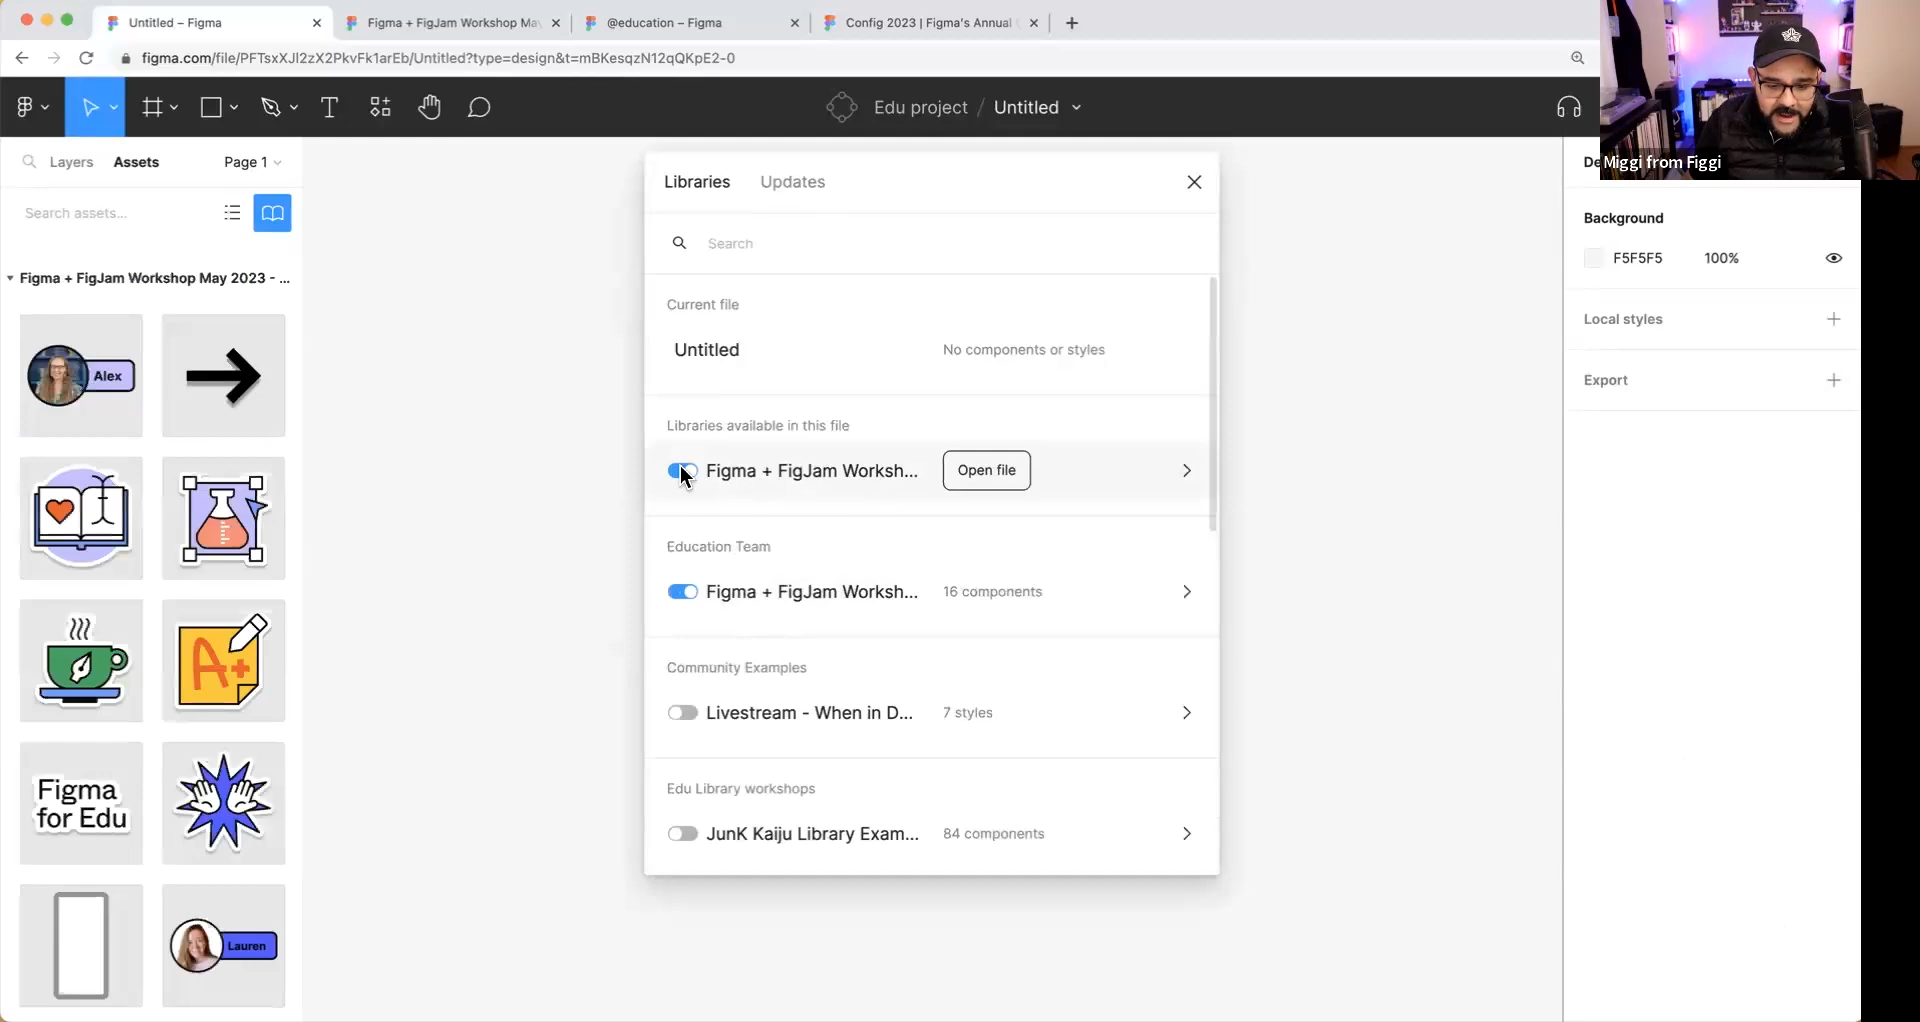 Untitled – Figma
Figma + FigJam Workshop May
@education – Figma
Config 2023 | Figma's Annual
figma.com/file/PFTsxXJl2zX2PkvFk1arEb/Untitled?type=design&t=mBKesqzN12qQKpE2-0
Edu project / Untitled
Miggi from Figgi
Layers
Assets
Page 1
Search assets...
Figma + FigJam Workshop May 2023 - ...
Alex
A+
Figma
for Edu
Lauren
Libraries
Updates
Search
Current file
Untitled
No components or styles
Libraries available in this file
Figma + FigJam Worksh...
Open file
Education Team
Figma + FigJam Worksh...
16 components
Community Examples
Livestream - When in D...
7 styles
Edu Library workshops
JunK Kaiju Library Exam...
84 components
De
Background
F5F5F5
100%
Local styles
Export